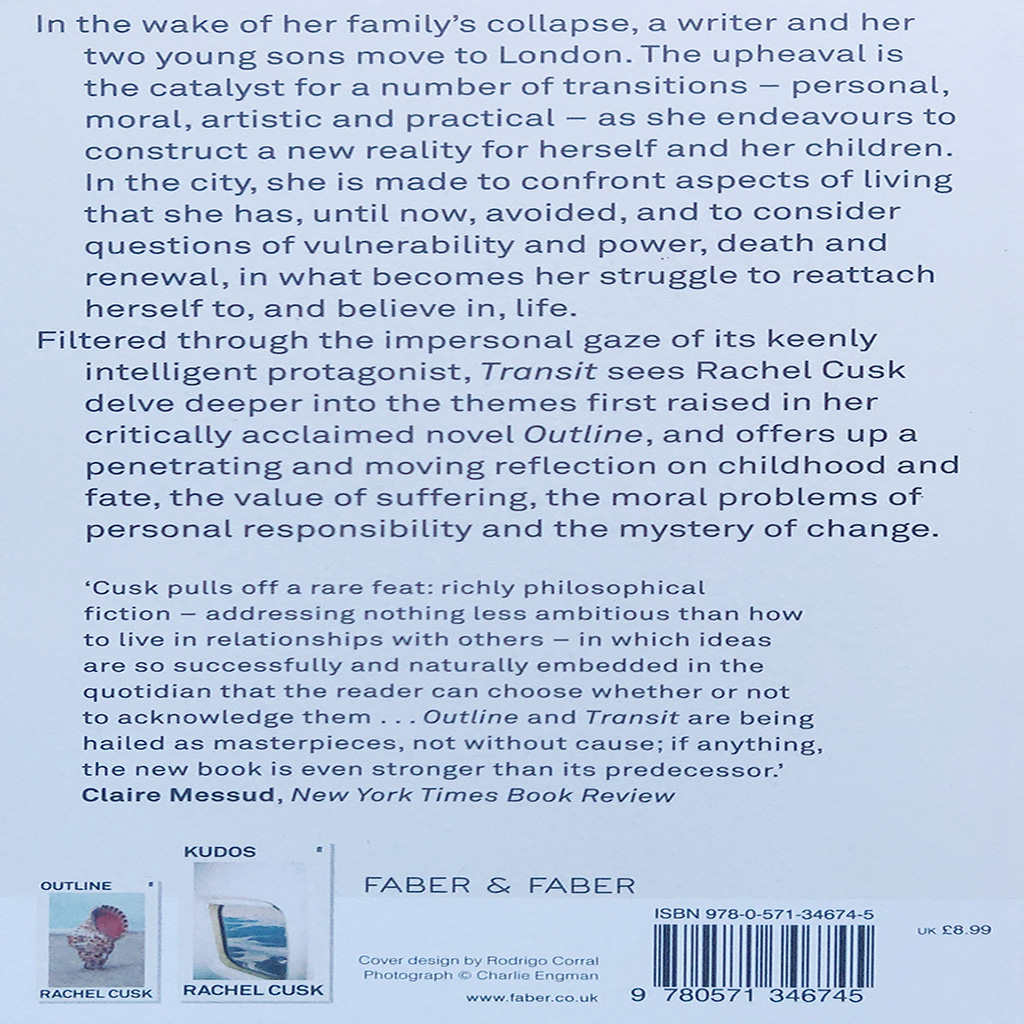 In the wake of her family's collapse, a writer and her
two young sons move to London. The upheaval is
the catalyst for a number of transitions – personal,
moral, artistic and practical – as she endeavours to
construct a new reality for herself and her children.
In the city, she is made to confront aspects of living
that she has, until now, avoided, and to consider
questions of vulnerability and power, death and
renewal, in what becomes her struggle to reattach
herself to, and believe in, life.
Filtered through the impersonal gaze of its keenly
intelligent protagonist, Transit sees Rachel Cusk
delve deeper into the themes first raised in her
critically acclaimed novel Outline, and offers up a
penetrating and moving reflection on childhood and
fate, the value of suffering, the moral problems of
personal responsibility and the mystery of change.
‘Cusk pulls off a rare feat: richly philosophical
fiction – addressing nothing less ambitious than how
to live in relationships with others – in which ideas
are so successfully and naturally embedded in the
quotidian that the reader can choose whether or not
to acknowledge them . . . Outline and Transit are being
hailed as masterpieces, not without cause; if anything,
the new book is even stronger than its predecessor.’
Claire Messud, New York Times Book Review
OUTLINE
RACHEL CUSK
KUDOS
RACHEL CUSK
FABER & FABER
Cover design by Rodrigo Corral
Photograph © Charlie Engman
www.faber.co.uk
ISBN 978-0-571-34674-5
9 780571 346745
UK £8.99